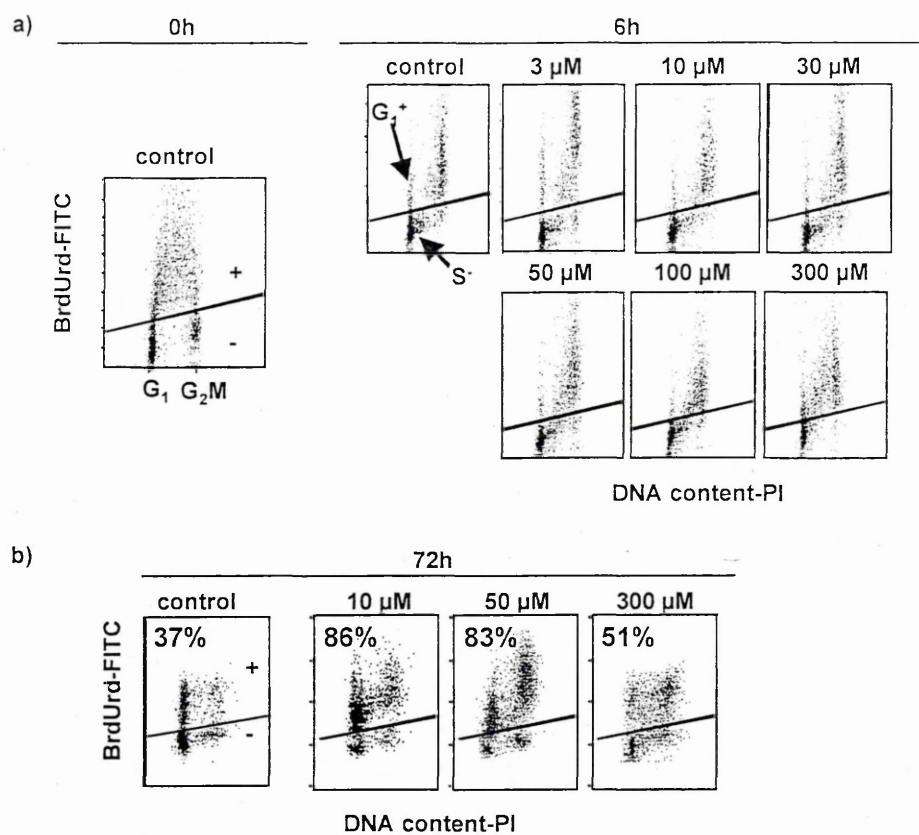 a)
0h
6h
control
3 µM
10 µM
30 µM
G₁⁺
S⁻
control
BrdUrd-FITC
+
-
G₁ G₂M
50 µM
100 µM
300 µM
DNA content-PI
b)
72h
control
10 µM
50 µM
300 µM
BrdUrd-FITC
37%
86%
83%
51%
+
-
DNA content-PI